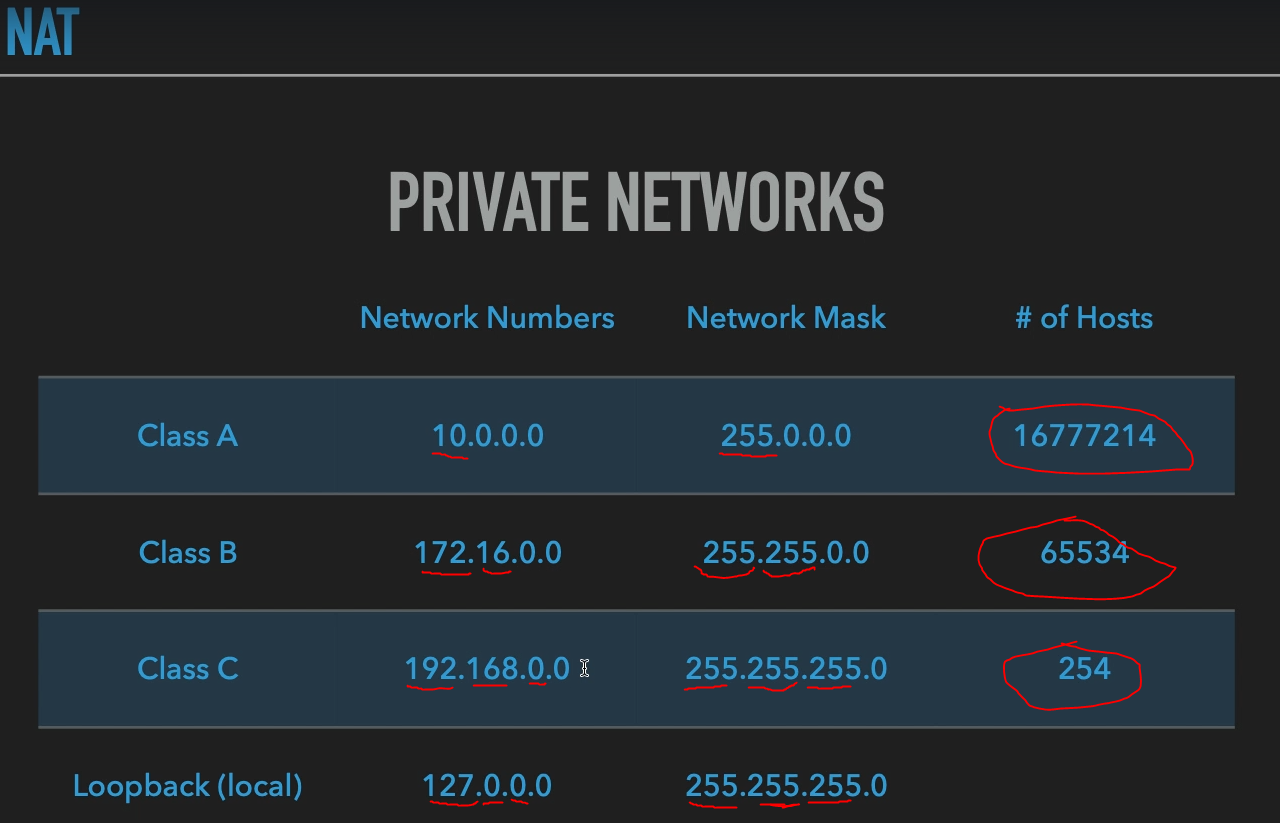 NAT
PRIVATE NETWORKS
Network Numbers Network Mask # of Hosts
Class A 10.0.0.0 255.0.0.0 16777214
Class B 172.16.0.0 255.255.0.0 65534
Class C 192.168.0.0 255.255.255.0 254
Loopback (local) 127.0.0.0 255.255.255.0